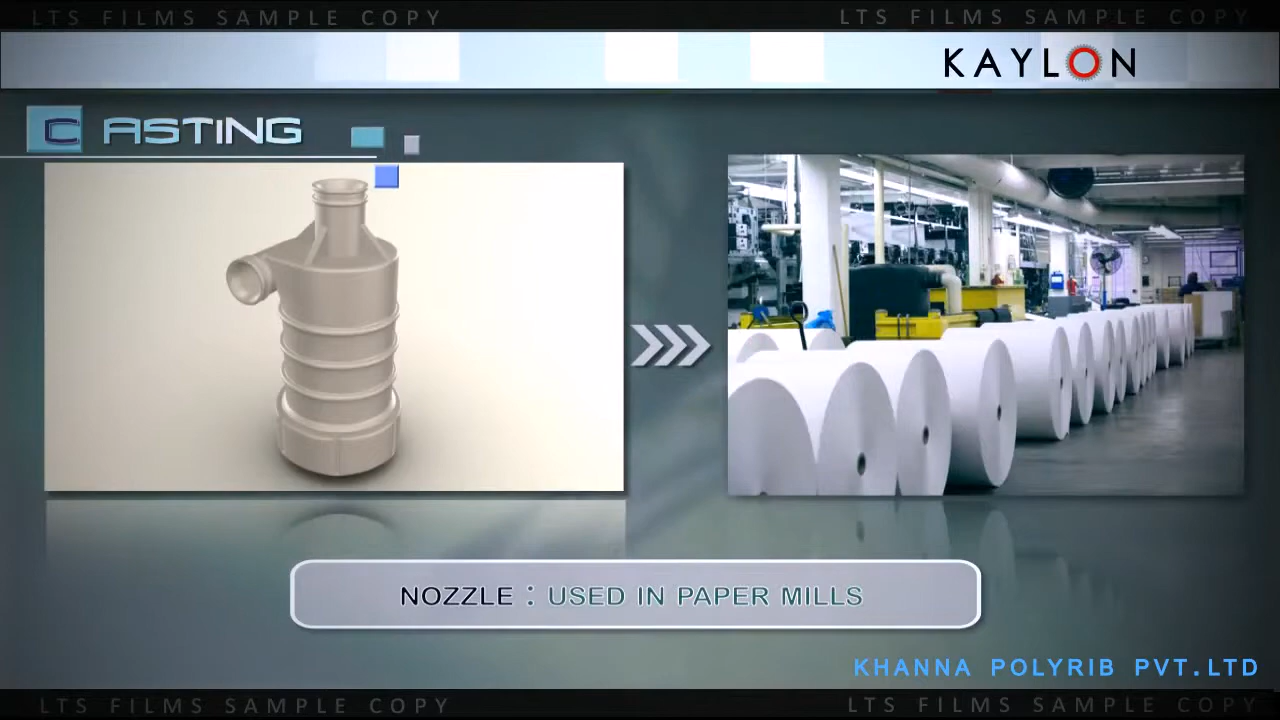 LTS FILMS SAMPLE COPY
LTS FILMS SAMPLE COPY
KAYLON
CASTING
NOZZLE : USED IN PAPER MILLS
KHANNA POLYRIB PVT.LTD
LTS FILMS SAMPLE COPY
LTS FILMS SAMPLE COPY